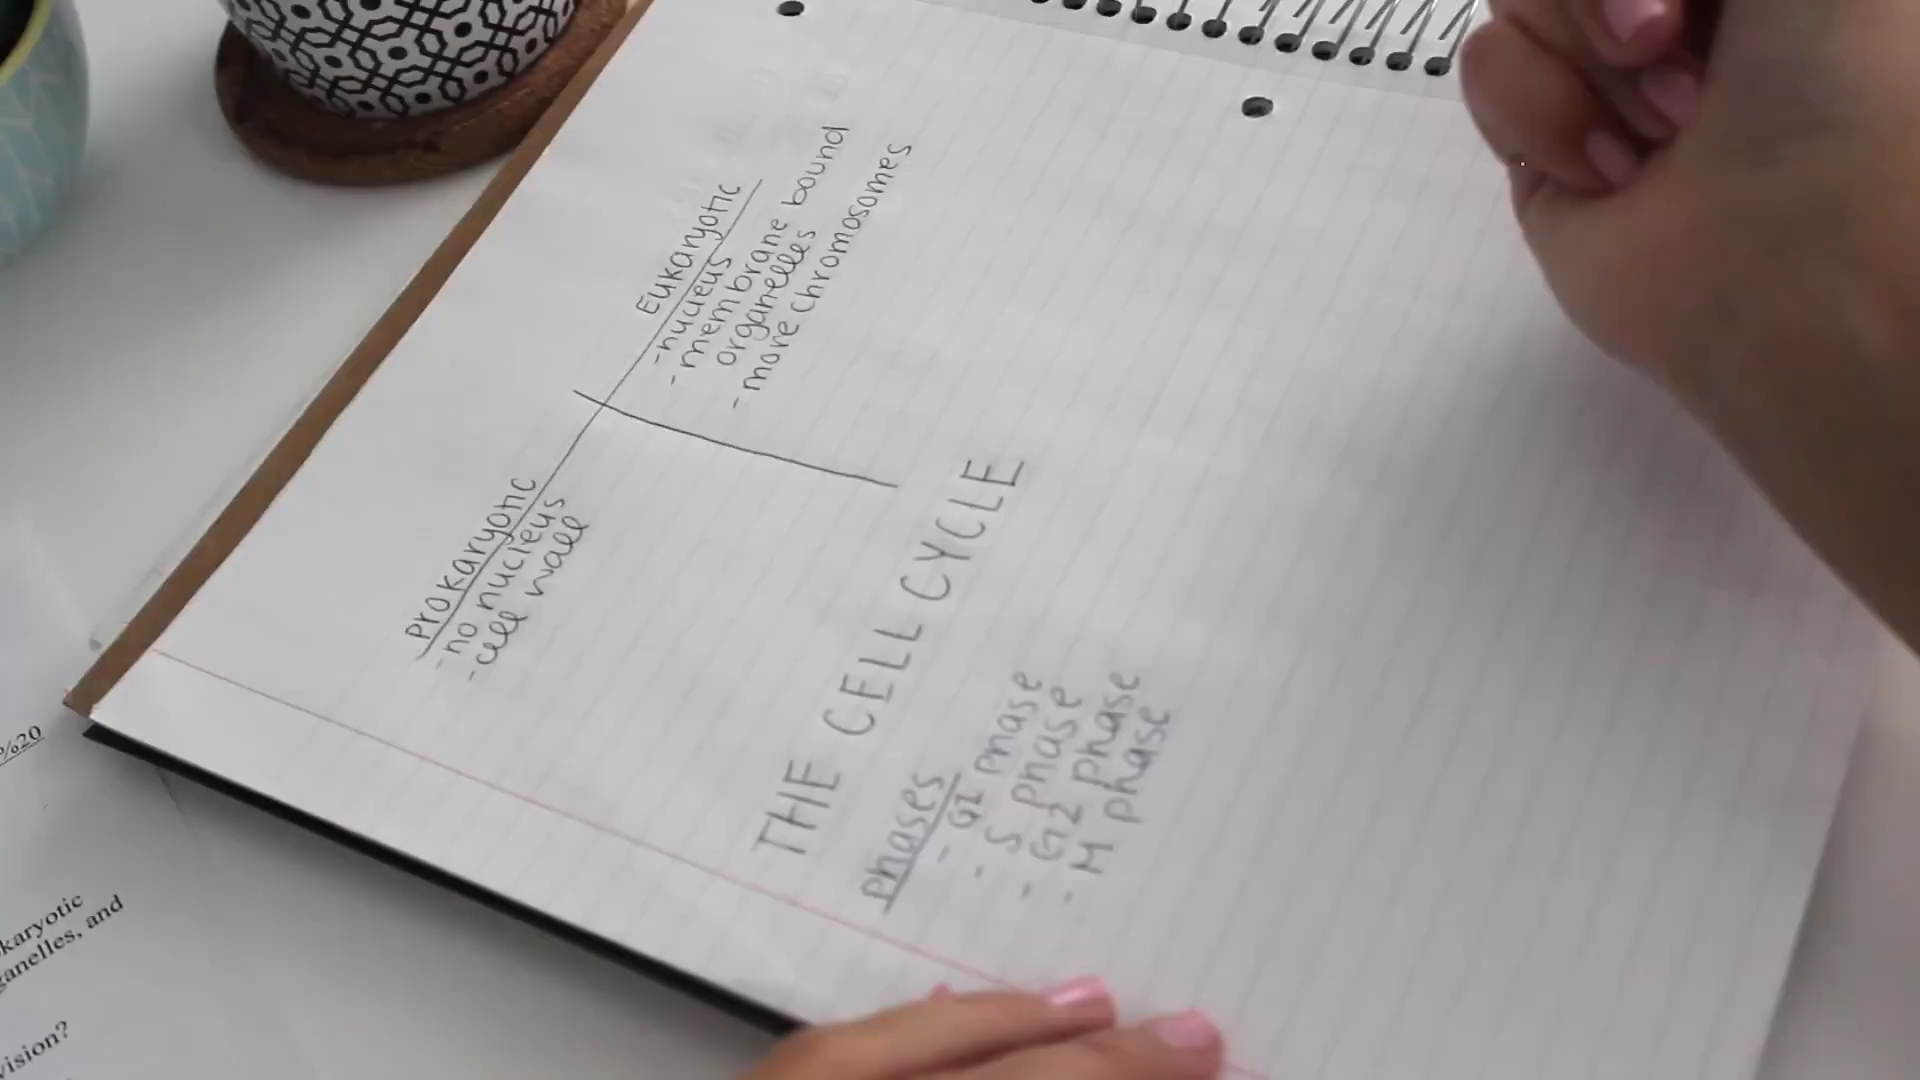 Prokaryotic
- no nucleus
- cell wall
Eukaryotic
- nucleus
- membrane bound
organelles
- more chromosomes
THE CELL CYCLE
phases
- G1 phase
- S phase
- G2 phase
- M phase
%20
karyotic
ganelles, and
vision?